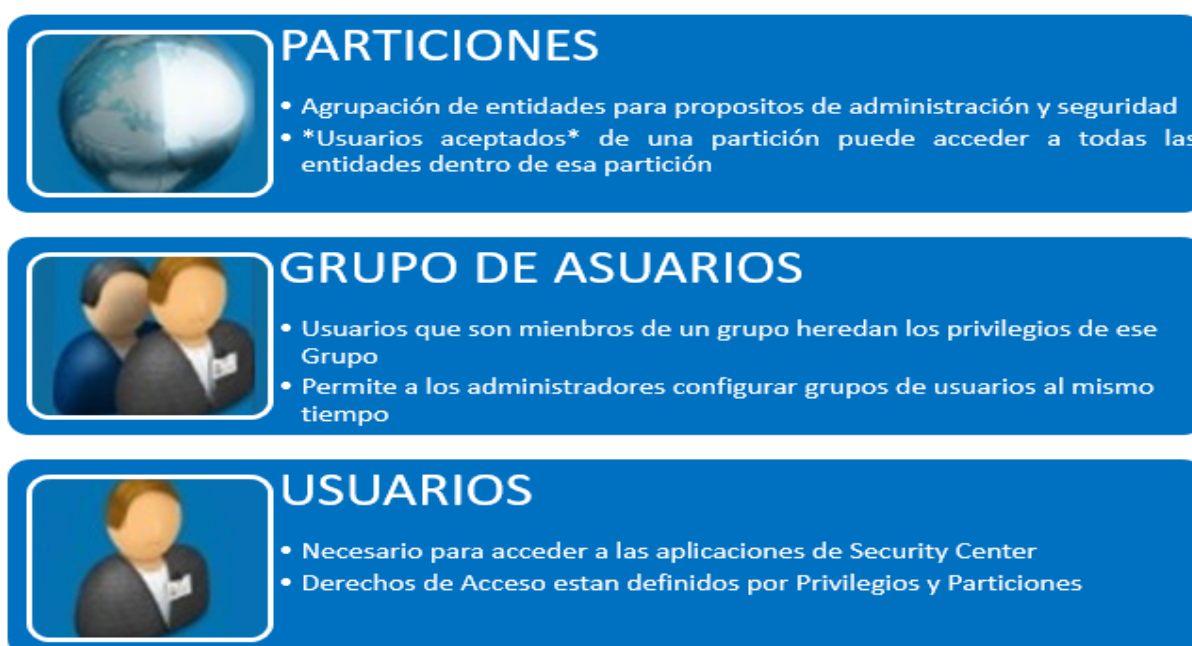 PARTICIONES
• Agrupación de entidades para propositos de administración y seguridad
• *Usuarios aceptados* de una partición puede acceder a todas las
entidades dentro de esa partición
GRUPO DE ASUARIOS
• Usuarios que son mienbros de un grupo heredan los privilegios de ese
Grupo
• Permite a los administradores configurar grupos de usuarios al mismo
tiempo
USUARIOS
• Necesario para acceder a las aplicaciones de Security Center
• Derechos de Acceso estan definidos por Privilegios y Particiones